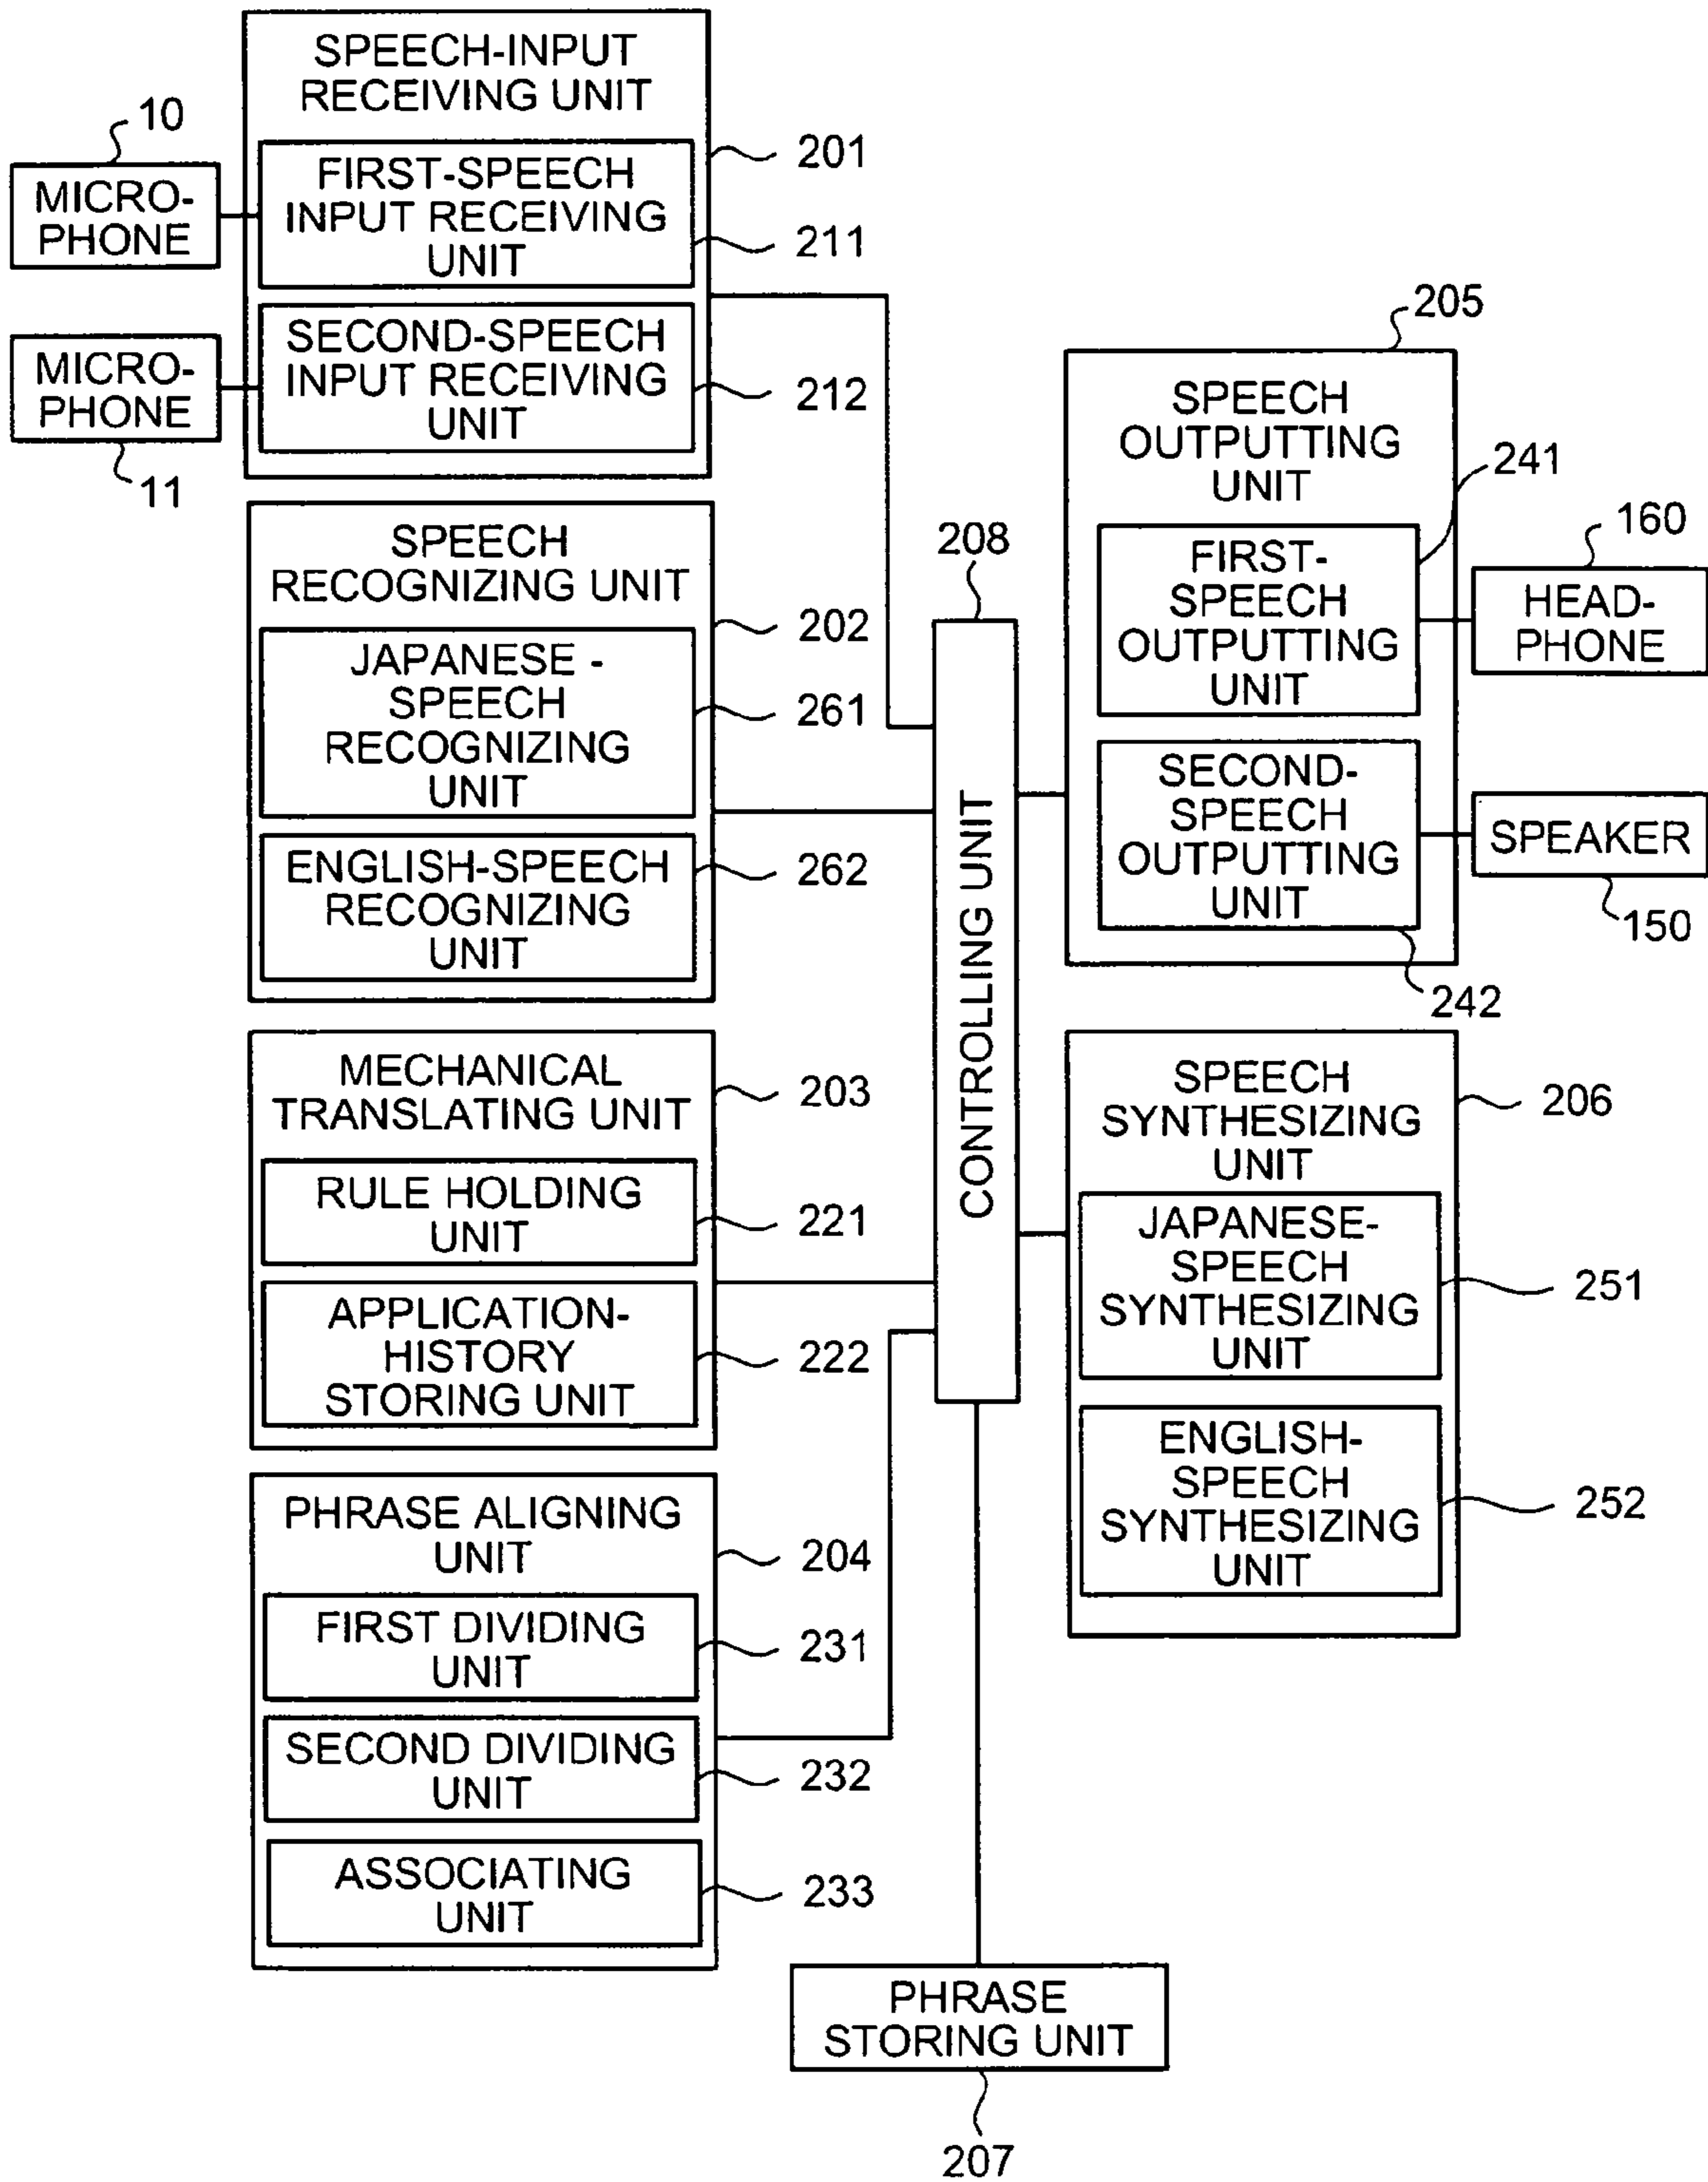 SPEECH-INPUT
RECEIVING UNIT
201
10
MICRO-
PHONE
FIRST-SPEECH
INPUT RECEIVING
UNIT
211
MICRO-
PHONE
11
SECOND-SPEECH
INPUT RECEIVING
UNIT
212
SPEECH
RECOGNIZING UNIT
202
JAPANESE -
SPEECH
RECOGNIZING
UNIT
261
ENGLISH-SPEECH
RECOGNIZING
UNIT
262
MECHANICAL
TRANSLATING UNIT
203
RULE HOLDING
UNIT
221
APPLICATION-
HISTORY
STORING UNIT
222
PHRASE ALIGNING
UNIT
204
FIRST DIVIDING
UNIT
231
SECOND DIVIDING
UNIT
232
ASSOCIATING
UNIT
233
208
CONTROLLING UNIT
205
SPEECH
OUTPUTTING
UNIT
241
FIRST-
SPEECH
OUTPUTTING
UNIT
160
HEAD-
PHONE
SECOND-
SPEECH
OUTPUTTING
UNIT
242
SPEAKER
150
SPEECH
SYNTHESIZING
UNIT
206
JAPANESE-
SPEECH
SYNTHESIZING
UNIT
251
ENGLISH-
SPEECH
SYNTHESIZING
UNIT
252
PHRASE
STORING UNIT
207